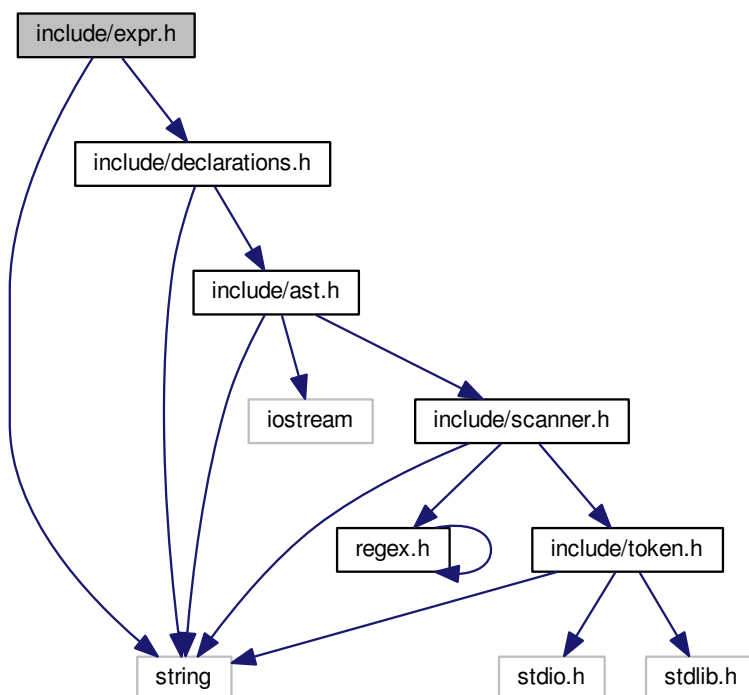 include/expr.h
include/declarations.h
include/ast.h
iostream
include/scanner.h
regex.h
include/token.h
string
stdio.h
stdlib.h